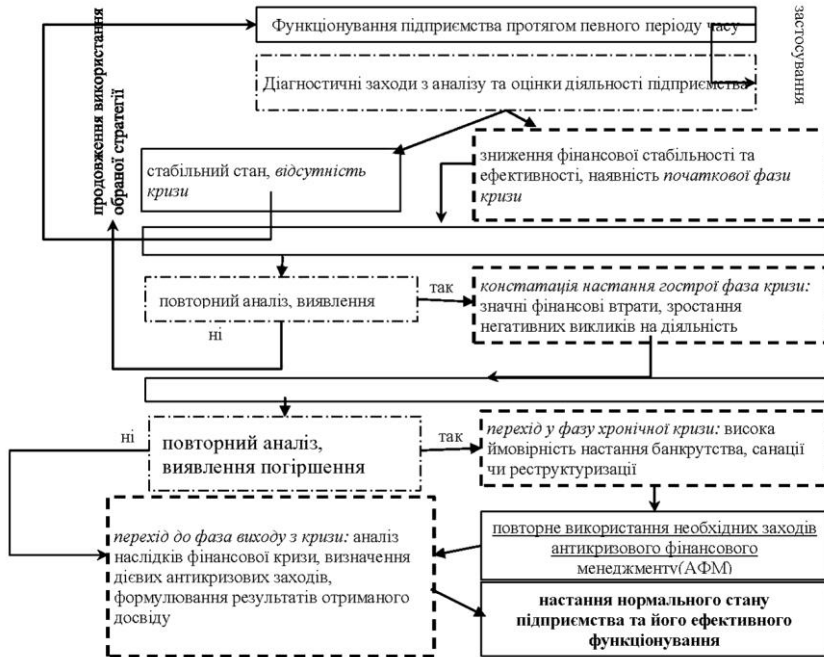 Функціонування підприємства протягом певного періоду часу
застосування
Діагностичні заходи з аналізу та оцінки діяльності підприємства
продовження використання
обраної стратегії
стабільний стан, відсутність
кризи
зниження фінансової стабільності та
ефективності, наявність початкової фази
кризи
повторний аналіз, виявлення
так
ні
констатація настання гострої фаза кризи:
значні фінансові втрати, зростання
негативних викликів на діяльність
ні
повторний аналіз,
виявлення погіршення
так
перехід у фазу хронічної кризи: висока
ймовірність настання банкрутства, санації
чи реструктуризації
перехід до фаза виходу з кризи: аналіз
наслідків фінансової кризи, визначення
дієвих антикризових заходів,
формулювання результатів отриманого
досвіду
повторне використання необхідних заходів
антикризового фінансового
менеджменту(АФМ)
настання нормального стану
підприємства та його ефективного
функціонування